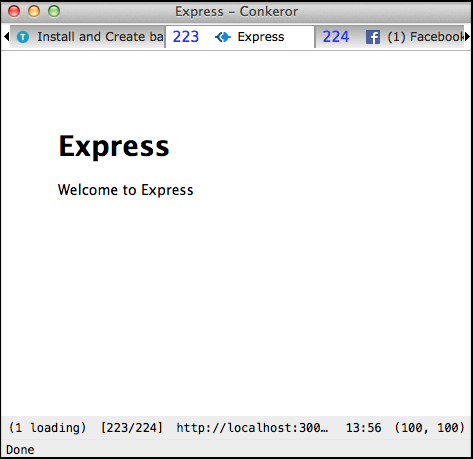 Express – Conkeror
Install and Create ba 223 Express 224 (1) Facebook
Express
Welcome to Express
(1 loading) [223/224] http://localhost:300… 13:56 (100, 100)
Done